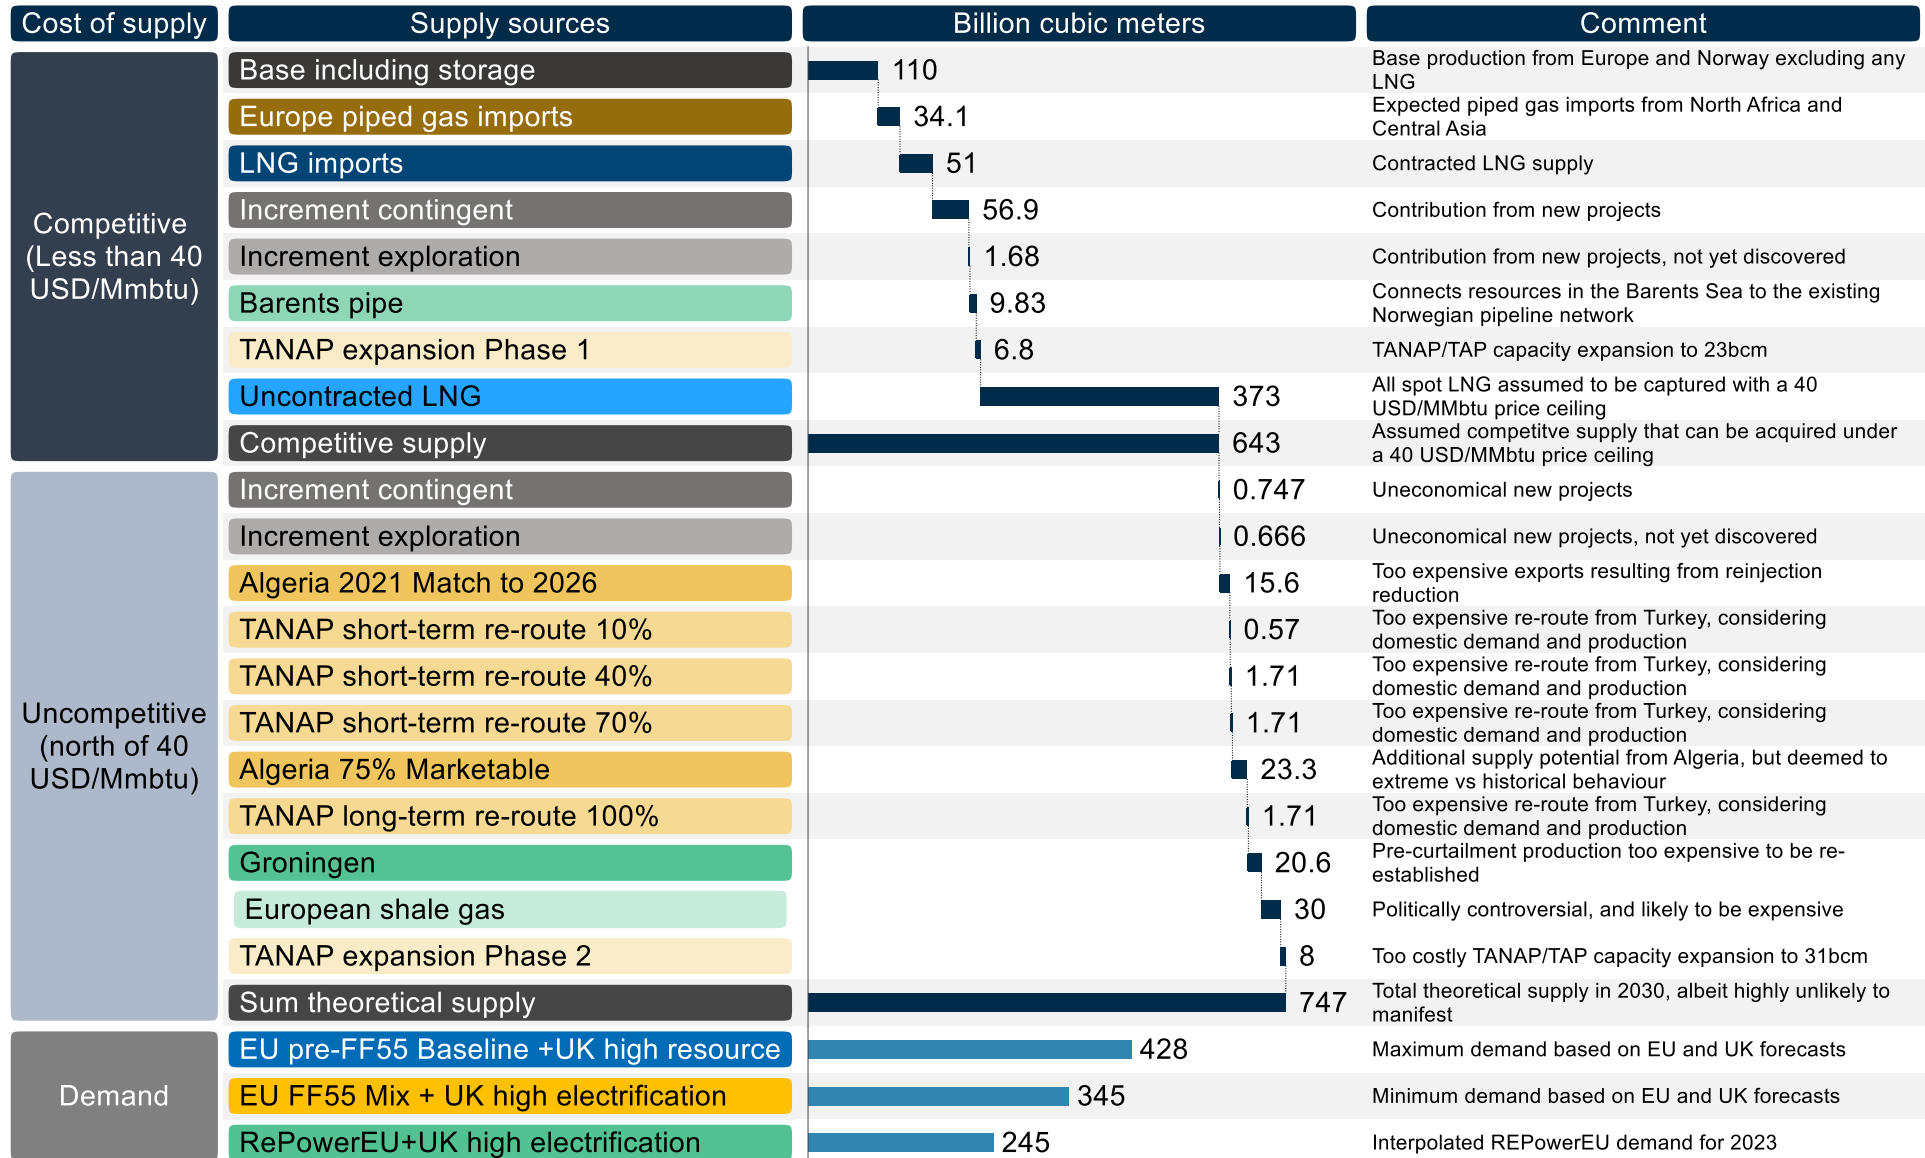 Cost of supply
Supply sources
Billion cubic meters
Comment
Competitive
(Less than 40
USD/Mmbtu)
Base including storage
110
Base production from Europe and Norway excluding any
LNG
Europe piped gas imports
34.1
Expected piped gas imports from North Africa and
Central Asia
LNG imports
51
Contracted LNG supply
Increment contingent
56.9
Contribution from new projects
Increment exploration
1.68
Contribution from new projects, not yet discovered
Barents pipe
9.83
Connects resources in the Barents Sea to the existing
Norwegian pipeline network
TANAP expansion Phase 1
6.8
TANAP/TAP capacity expansion to 23bcm
Uncontracted LNG
373
All spot LNG assumed to be captured with a 40
USD/MMbtu price ceiling
Competitive supply
643
Assumed competitve supply that can be acquired under
a 40 USD/MMbtu price ceiling
Uncompetitive
(north of 40
USD/Mmbtu)
Increment contingent
0.747
Uneconomical new projects
Increment exploration
0.666
Uneconomical new projects, not yet discovered
Algeria 2021 Match to 2026
15.6
Too expensive exports resulting from reinjection
reduction
TANAP short-term re-route 10%
0.57
Too expensive re-route from Turkey, considering
domestic demand and production
TANAP short-term re-route 40%
1.71
Too expensive re-route from Turkey, considering
domestic demand and production
TANAP short-term re-route 70%
1.71
Too expensive re-route from Turkey, considering
domestic demand and production
Algeria 75% Marketable
23.3
Additional supply potential from Algeria, but deemed to
extreme vs historical behaviour
TANAP long-term re-route 100%
1.71
Too expensive re-route from Turkey, considering
domestic demand and production
Groningen
20.6
Pre-curtailment production too expensive to be re-
established
European shale gas
30
Politically controversial, and likely to be expensive
TANAP expansion Phase 2
8
Too costly TANAP/TAP capacity expansion to 31bcm
Sum theoretical supply
747
Total theoretical supply in 2030, albeit highly unlikely to
manifest
Demand
EU pre-FF55 Baseline +UK high resource
428
Maximum demand based on EU and UK forecasts
EU FF55 Mix + UK high electrification
345
Minimum demand based on EU and UK forecasts
RePowerEU+UK high electrification
245
Interpolated REPowerEU demand for 2023